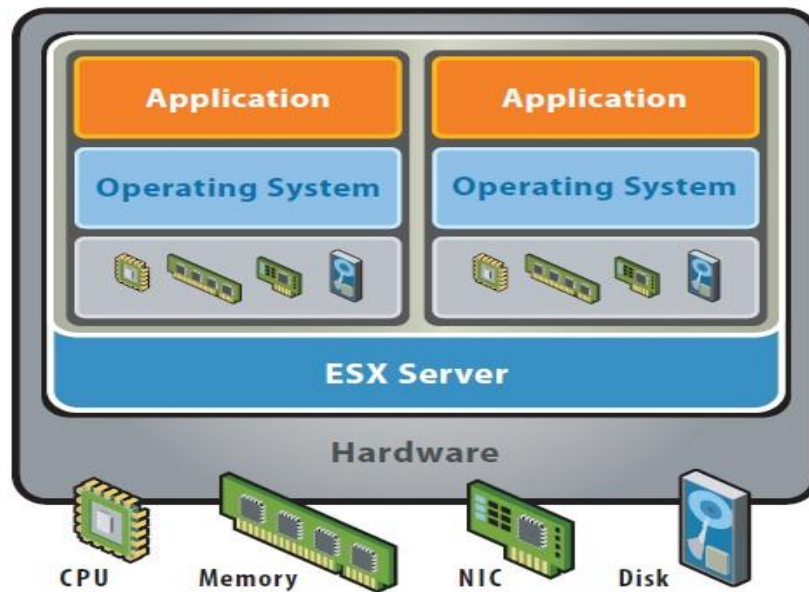 Application Application
Operating System Operating System
ESX Server
Hardware
CPU Memory NIC Disk